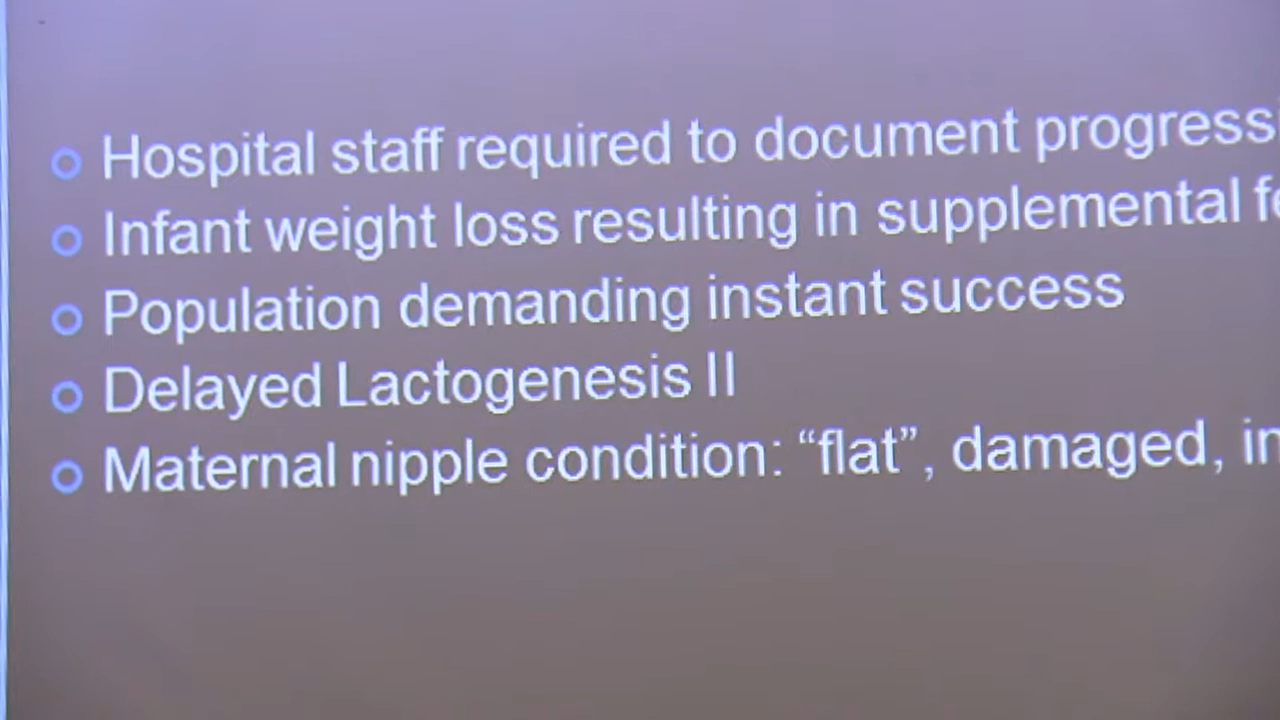 Hospital staff required to document progress
Infant weight loss resulting in supplemental
Population demanding instant success
Delayed Lactogenesis II
Maternal nipple condition: “flat”, damaged,